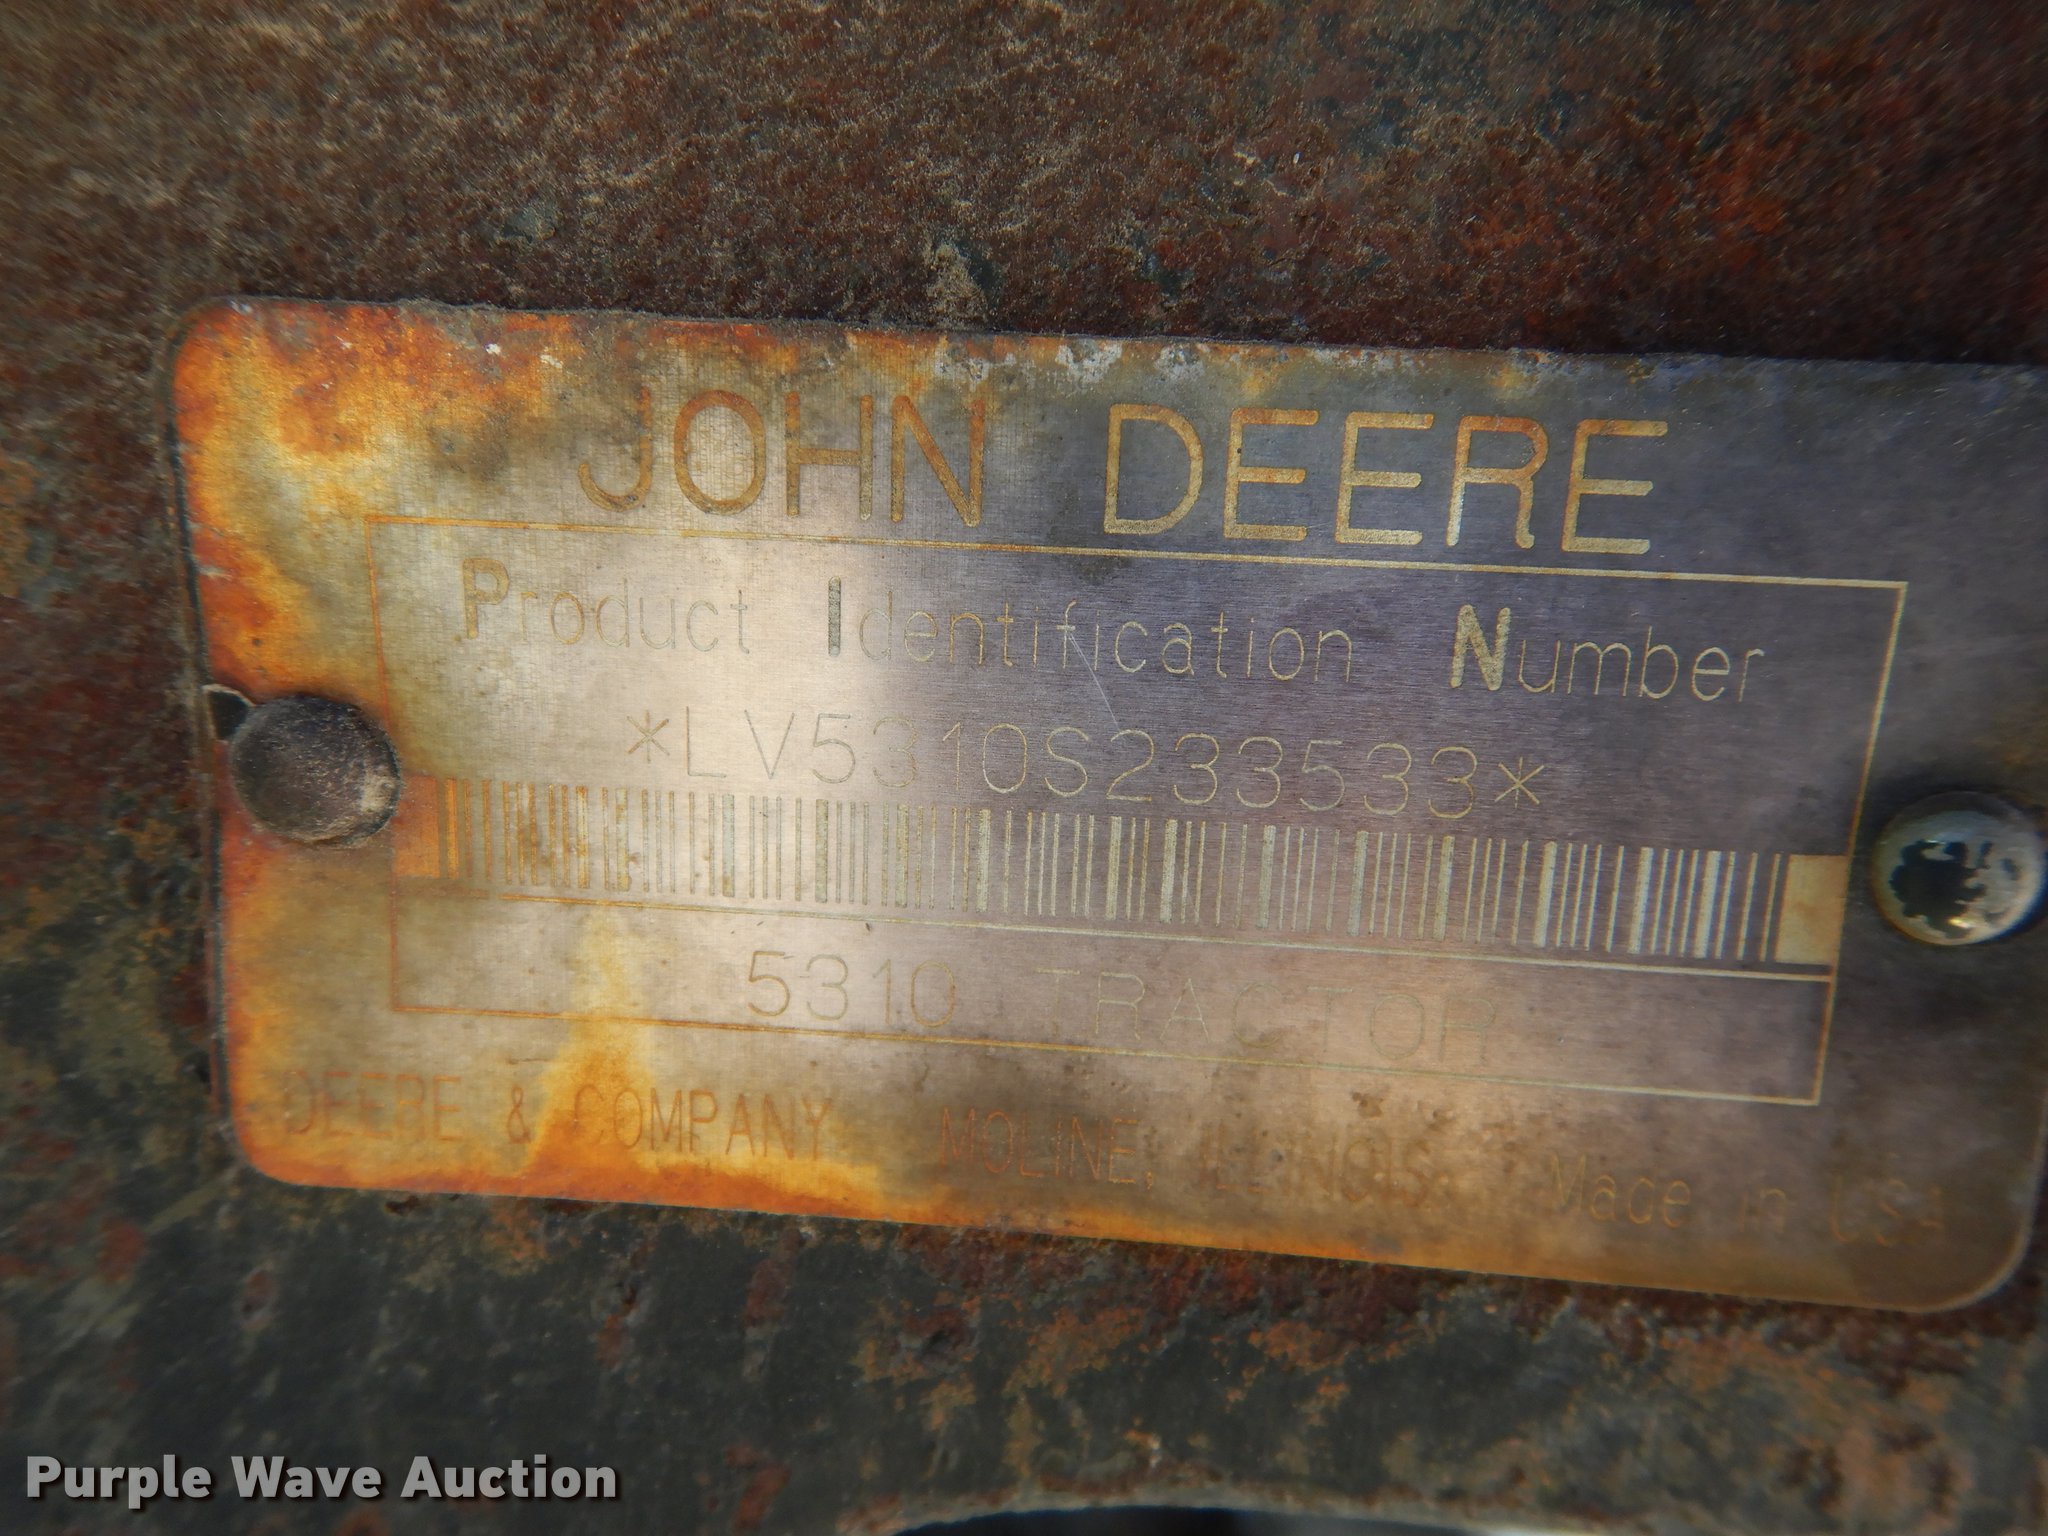 JOHN DEERE
Product Identification Number
*LV5310S233533*
5310 TRACTOR
DEERE & COMPANY MOLINE, ILLINOIS Made in USA
Purple Wave Auction